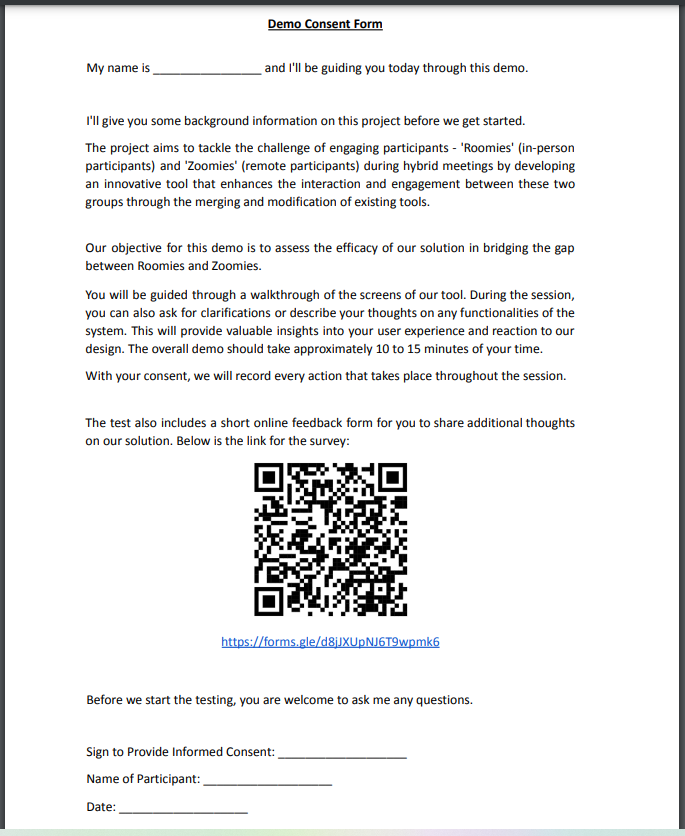 Demo Consent Form
My name is ________________ and I'll be guiding you today through this demo.
I'll give you some background information on this project before we get started.
The project aims to tackle the challenge of engaging participants - 'Roomies' (in-person
participants) and 'Zoomies' (remote participants) during hybrid meetings by developing
an innovative tool that enhances the interaction and engagement between these two
groups through the merging and modification of existing tools.
Our objective for this demo is to assess the efficacy of our solution in bridging the gap
between Roomies and Zoomies.
You will be guided through a walkthrough of the screens of our tool. During the session,
you can also ask for clarifications or describe your thoughts on any functionalities of the
system. This will provide valuable insights into your user experience and reaction to our
design. The overall demo should take approximately 10 to 15 minutes of your time.
With your consent, we will record every action that takes place throughout the session.
The test also includes a short online feedback form for you to share additional thoughts
on our solution. Below is the link for the survey:
https://forms.gle/d8jJXUpNJ6T9wpmk6
Before we start the testing, you are welcome to ask me any questions.
Sign to Provide Informed Consent: ___________________
Name of Participant: ___________________
Date: ___________________